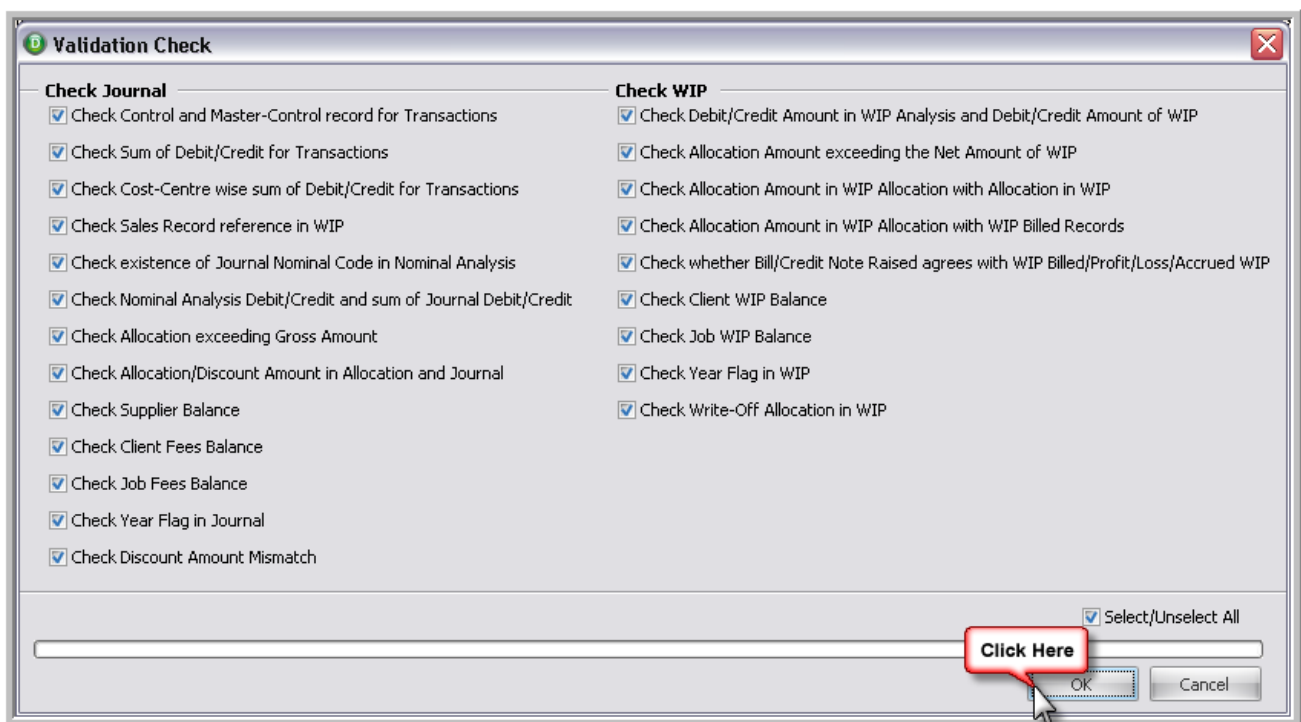 Validation Check
Check Journal
Check Control and Master-Control record for Transactions
Check Sum of Debit/Credit for Transactions
Check Cost-Centre wise sum of Debit/Credit for Transactions
Check Sales Record reference in WIP
Check existence of Journal Nominal Code in Nominal Analysis
Check Nominal Analysis Debit/Credit and sum of Journal Debit/Credit
Check Allocation exceeding Gross Amount
Check Allocation/Discount Amount in Allocation and Journal
Check Supplier Balance
Check Client Fees Balance
Check Job Fees Balance
Check Year Flag in Journal
Check Discount Amount Mismatch
Check WIP
Check Debit/Credit Amount in WIP Analysis and Debit/Credit Amount of WIP
Check Allocation Amount exceeding the Net Amount of WIP
Check Allocation Amount in WIP Allocation with Allocation in WIP
Check Allocation Amount in WIP Allocation with WIP Billed Records
Check whether Bill/Credit Note Raised agrees with WIP Billed/Profit/Loss/Accrued WIP
Check Client WIP Balance
Check Job WIP Balance
Check Year Flag in WIP
Check Write-Off Allocation in WIP
Select/Unselect All
Click Here
OK
Cancel